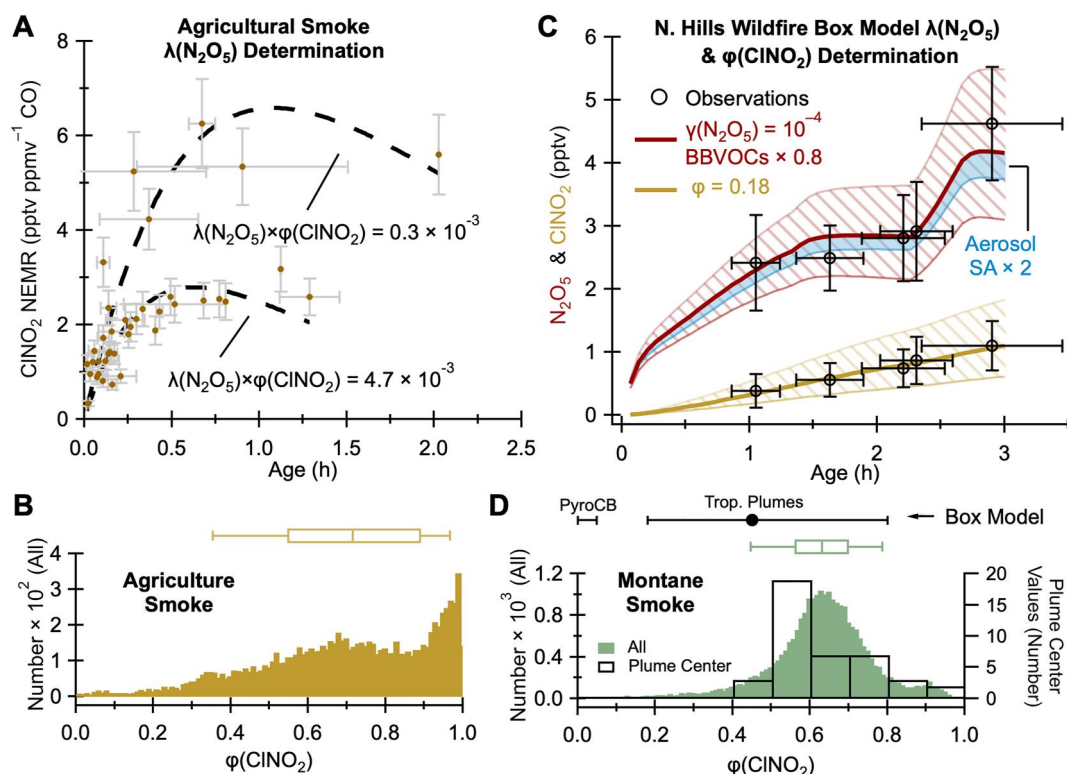 A
Agricultural Smoke
λ(N₂O₅) Determination
ClNO₂ NEMR (pptv ppmv⁻¹ CO)
8
6
4
2
0
λ(N₂O₅)×φ(ClNO₂) = 0.3 × 10⁻³
λ(N₂O₅)×φ(ClNO₂) = 4.7 × 10⁻³
0.0 0.5 1.0 1.5 2.0 2.5
Age (h)
C
N. Hills Wildfire Box Model λ(N₂O₅)
& φ(ClNO₂) Determination
N₂O₅ & ClNO₂ (pptv)
6
5
4
3
2
1
0
Observations
γ(N₂O₅) = 10⁻⁴
BBVOCs × 0.8
φ = 0.18
Aerosol
SA × 2
0 1 2 3
Age (h)
B
Agriculture
Smoke
Number × 10² (All)
4
3
2
1
0
0.0 0.2 0.4 0.6 0.8 1.0
φ(ClNO₂)
D
PyroCB
Trop. Plumes
Box Model
Montane
Smoke
All
Plume Center
Number × 10³ (All)
1.2
0.8
0.4
0.0
20
15
10
5
0
Plume Center
Values (Number)
0.0 0.2 0.4 0.6 0.8 1.0
φ(ClNO₂)